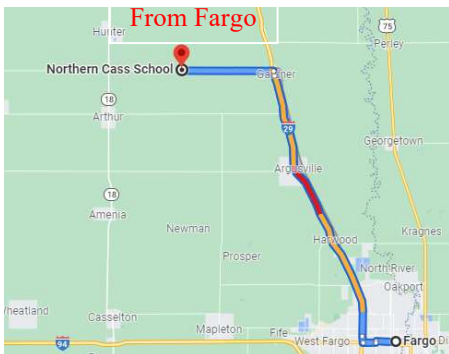 From Fargo
Hunter
75
Perley
Northern Cass School
Gardner
18
Arthur
29
Georgetown
Argusville
18
Amenia
Newman
Harwood
Kragnes
Prosper
North River
Oakport
Wheatland
Casselton
Mapleton
Fife
94
West Fargo
Fargo
Di